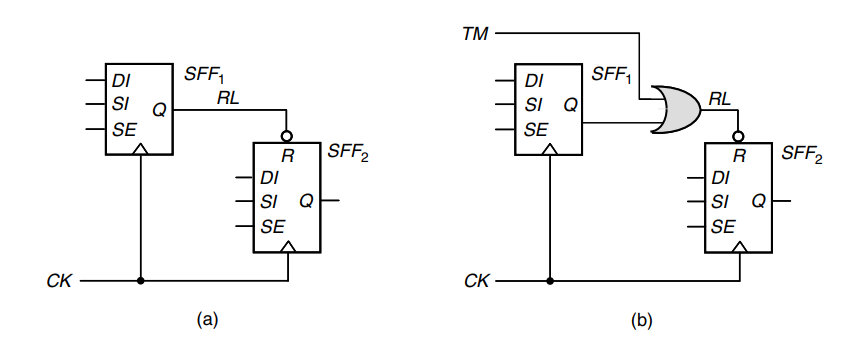 DI
SI
SE
Q
SFF1
RL
R
DI
SI
SE
Q
SFF2
CK
(a)
TM
DI
SI
SE
Q
SFF1
RL
R
DI
SI
SE
Q
SFF2
CK
(b)